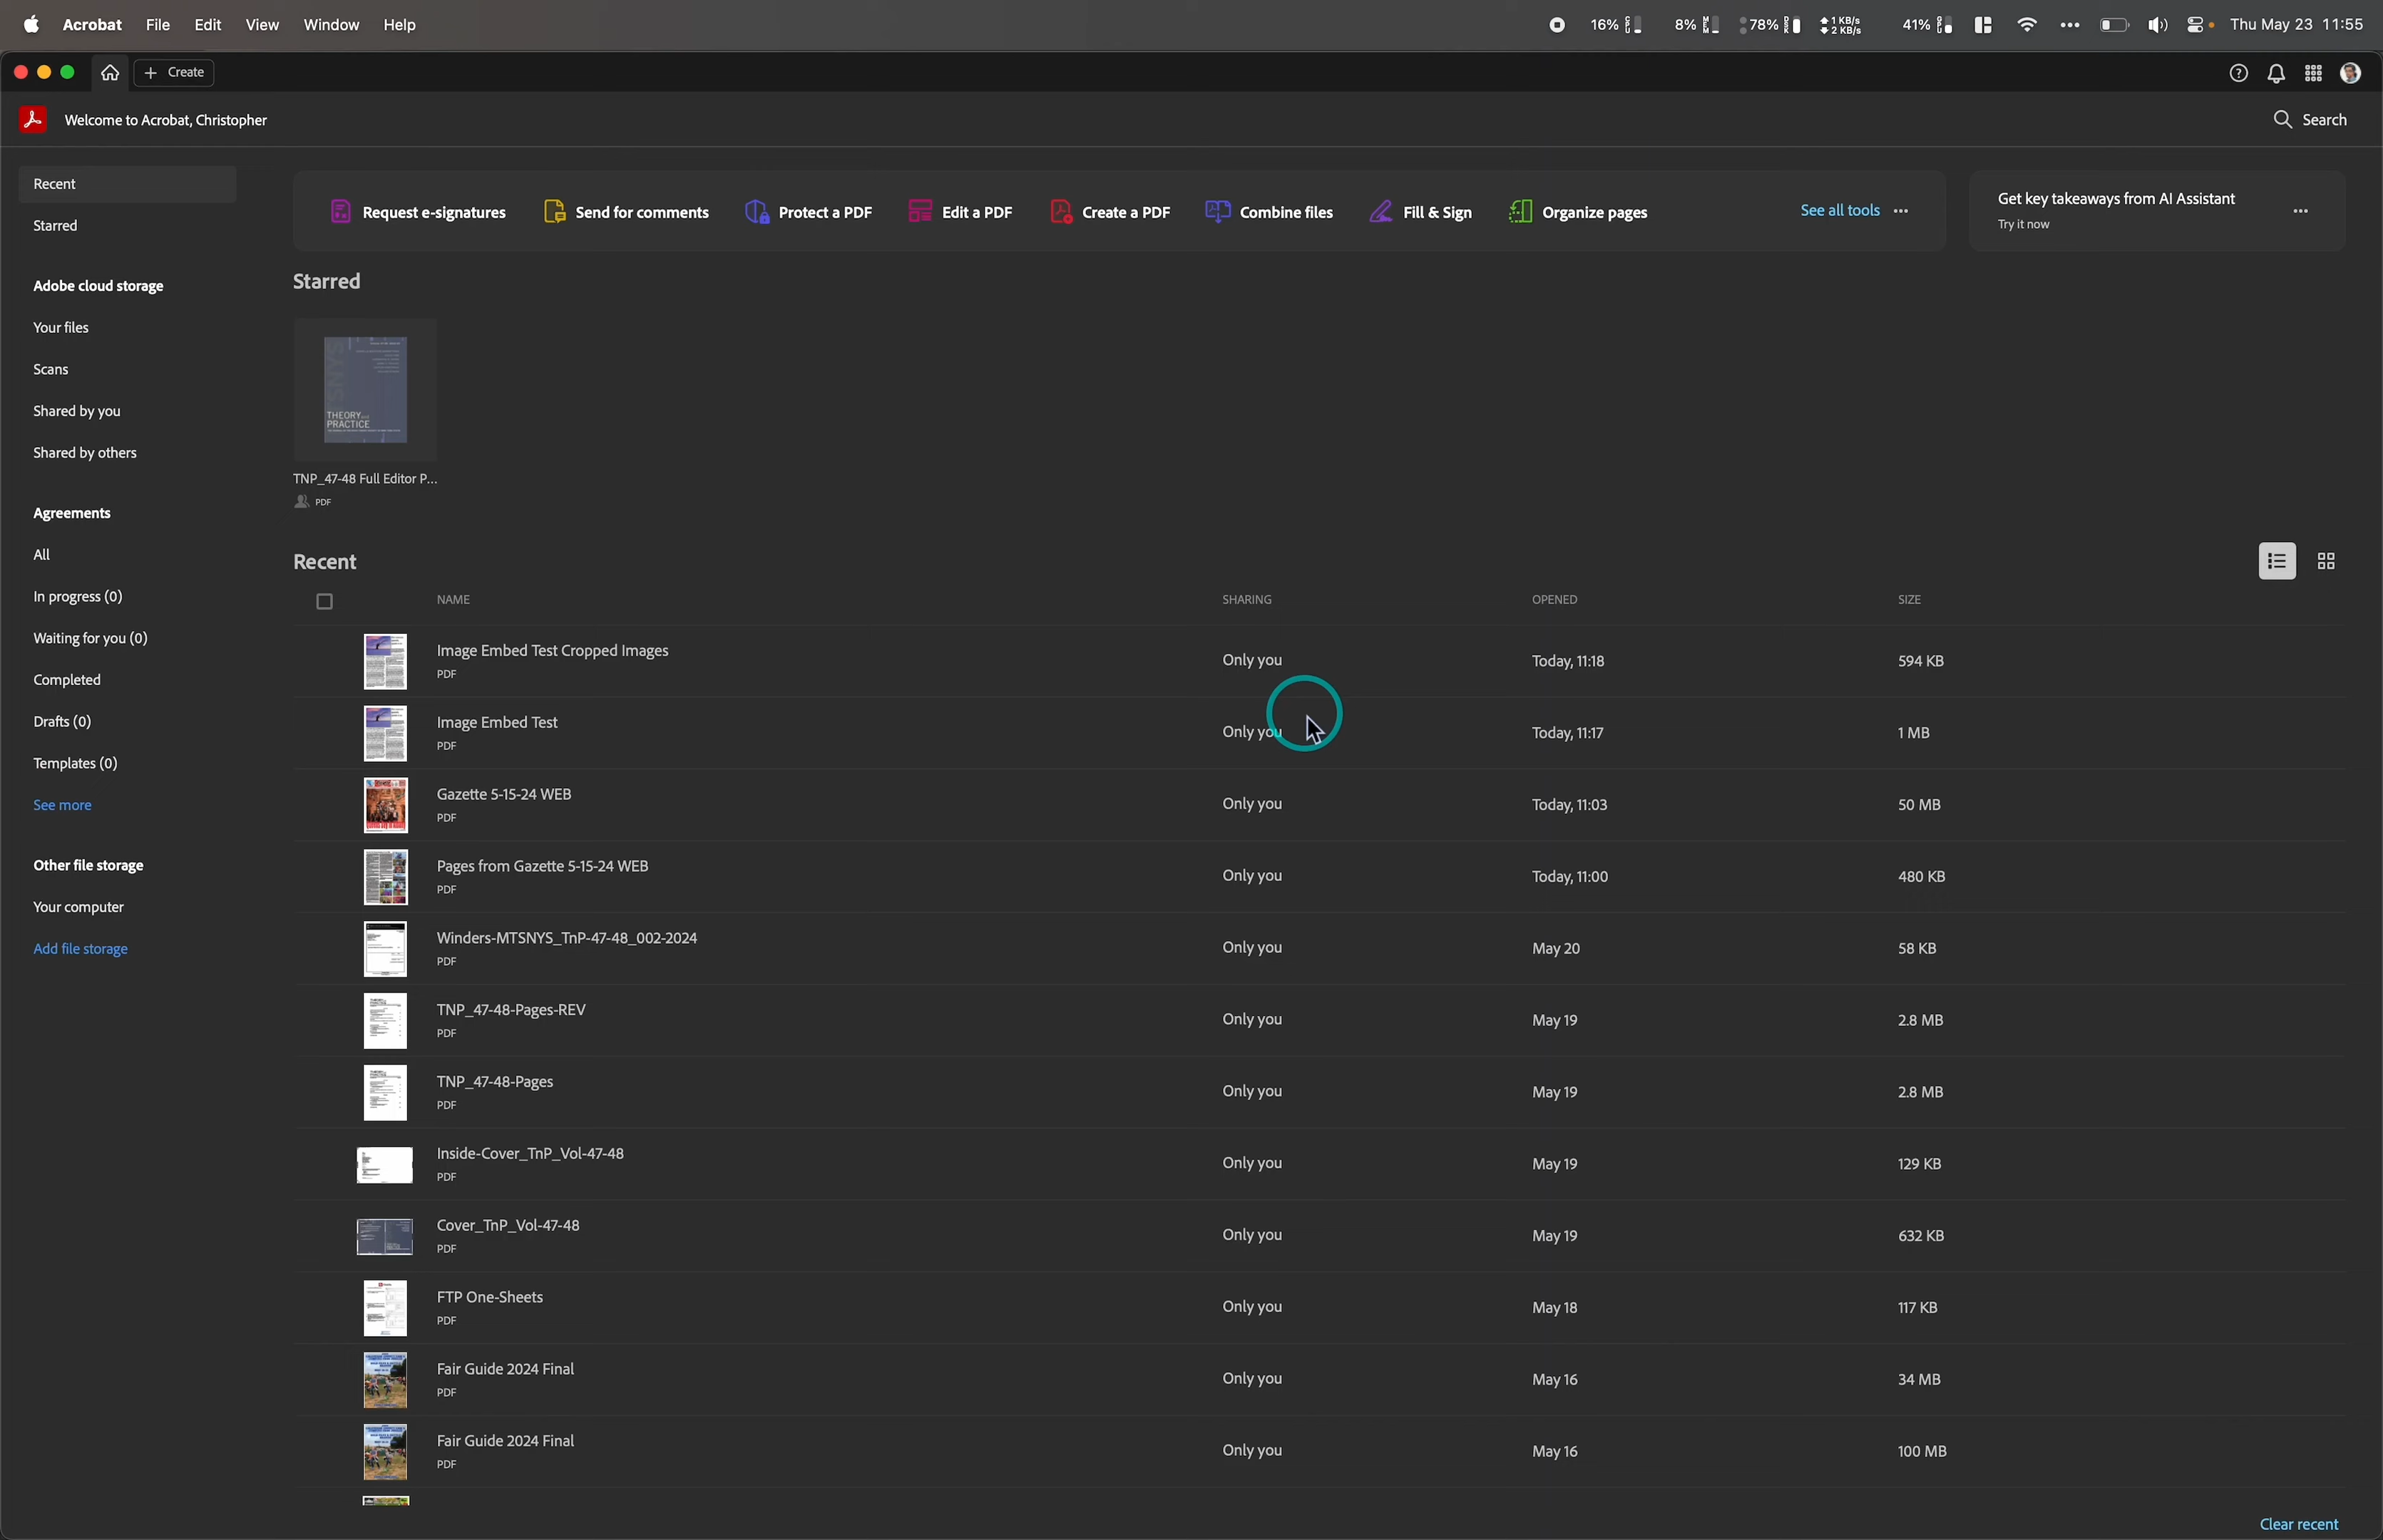 Acrobat File Edit View Window Help 16% 8% 78% 1 KB/s 2 KB/s 41% Thu May 23 11:55
Create
Welcome to Acrobat, Christopher Search
Recent
Starred
Adobe cloud storage
Your files
Scans
Shared by you
Shared by others
Agreements
All
In progress (0)
Waiting for you (0)
Completed
Drafts (0)
Templates (0)
See more
Other file storage
Your computer
Add file storage
Request e-signatures Send for comments Protect a PDF Edit a PDF Create a PDF Combine files Fill & Sign Organize pages See all tools
Get key takeaways from AI Assistant
Try it now
Starred
THEORY and
PRACTICE
TNP_47-48 Full Editor P...
PDF
Recent
NAME SHARING OPENED SIZE
Image Embed Test Cropped Images
PDF
Only you Today, 11:18 594 KB
Image Embed Test
PDF
Only you Today, 11:17 1 MB
Gazette 5-15-24 WEB
PDF
Only you Today, 11:03 50 MB
Pages from Gazette 5-15-24 WEB
PDF
Only you Today, 11:00 480 KB
Winders-MTSNYS_TnP-47-48_002-2024
PDF
Only you May 20 58 KB
TNP_47-48-Pages-REV
PDF
Only you May 19 2.8 MB
TNP_47-48-Pages
PDF
Only you May 19 2.8 MB
Inside-Cover_TnP_Vol-47-48
PDF
Only you May 19 129 KB
Cover_TnP_Vol-47-48
PDF
Only you May 19 632 KB
FTP One-Sheets
PDF
Only you May 18 117 KB
Fair Guide 2024 Final
PDF
Only you May 16 34 MB
Fair Guide 2024 Final
PDF
Only you May 16 100 MB
Clear recent